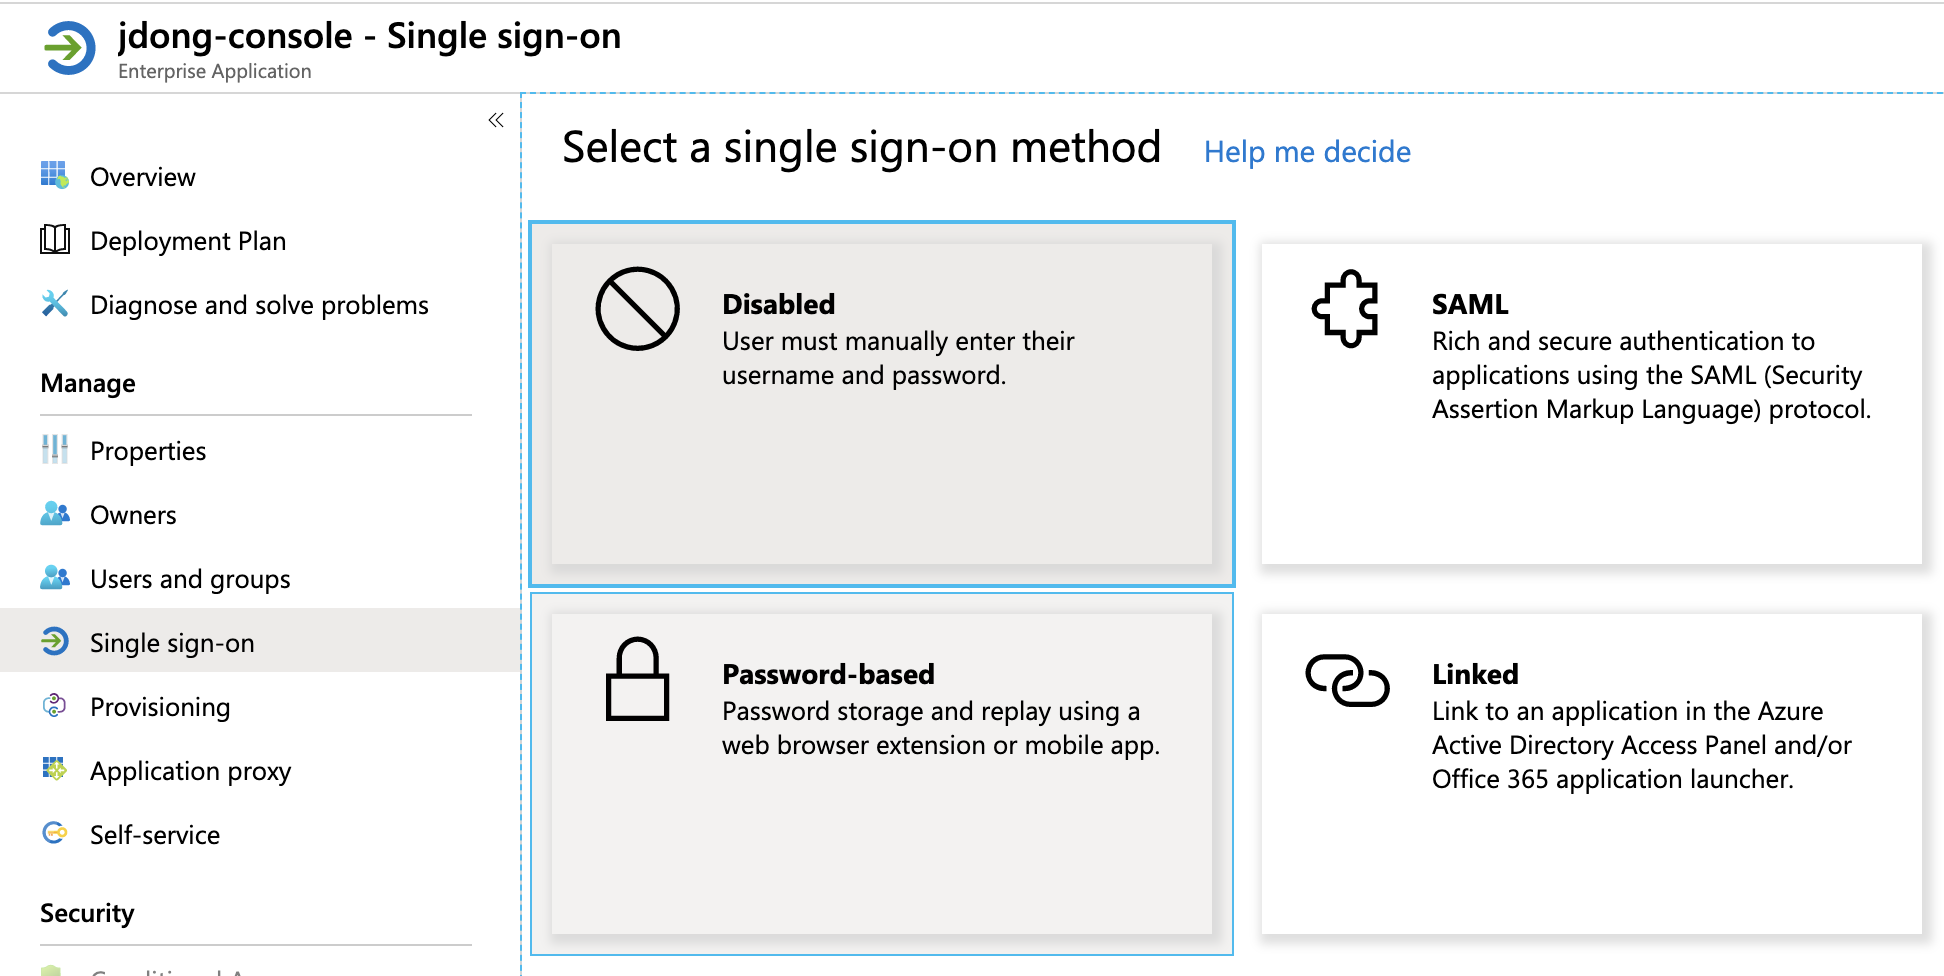 jdong-console - Single sign-on
Enterprise Application
Overview
Deployment Plan
Diagnose and solve problems
Manage
Properties
Owners
Users and groups
Single sign-on
Provisioning
Application proxy
Self-service
Security
Select a single sign-on method
Help me decide
Disabled
User must manually enter their
username and password.
SAML
Rich and secure authentication to
applications using the SAML (Security
Assertion Markup Language) protocol.
Password-based
Password storage and replay using a
web browser extension or mobile app.
Linked
Link to an application in the Azure
Active Directory Access Panel and/or
Office 365 application launcher.